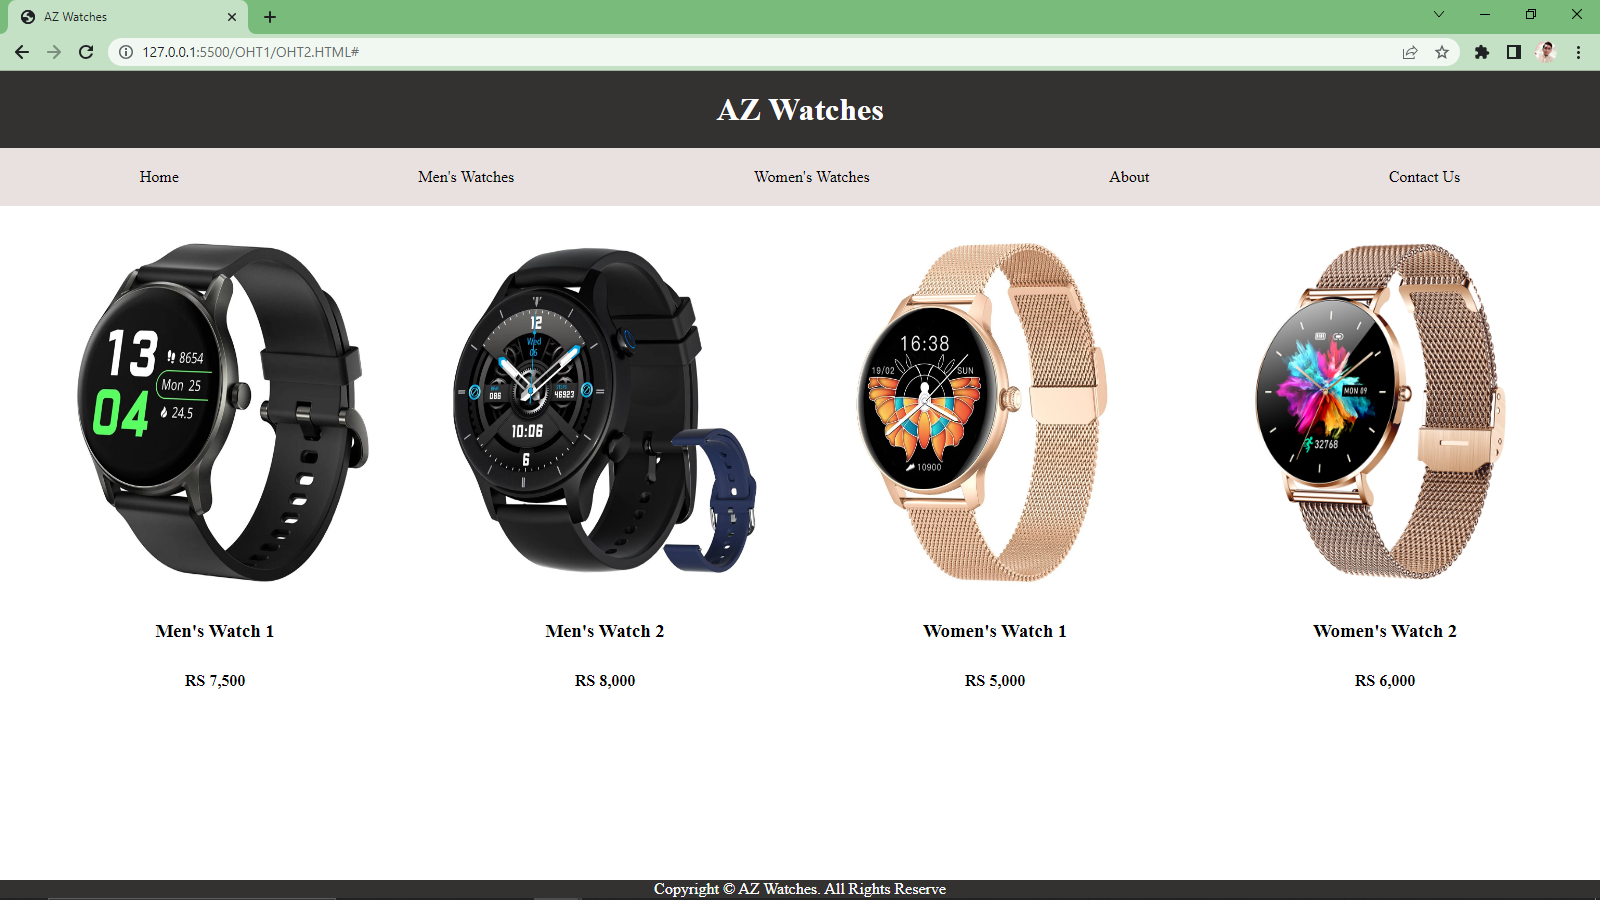 AZ Watches
127.0.0.1:5500/OHT1/OHT2.HTML#
AZ Watches
Home Men's Watches Women's Watches About Contact Us
13
8654
Mon 25
04
24.5
12
Wed
06
086
46923
10:06
6
16:38
19/02 SUN
10900
MON 09
32768
Men's Watch 1 Men's Watch 2 Women's Watch 1 Women's Watch 2
RS 7,500 RS 8,000 RS 5,000 RS 6,000
Copyright © AZ Watches. All Rights Reserve